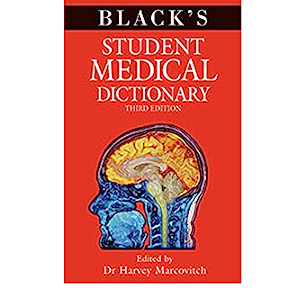 BLACK'S
STUDENT
MEDICAL
DICTIONARY
THIRD EDITION
Edited by
Dr Harvey Marcovitch